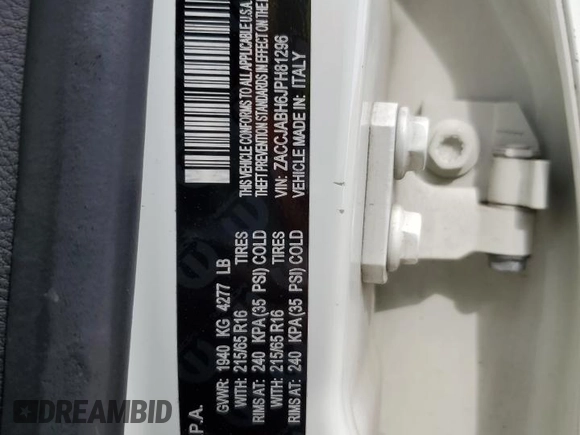 THIS VEHICLE CONFORMS TO ALL APPLICABLE U.S.A.
THEFT PREVENTION STANDARDS IN EFFECT ON THE
VIN: ZACCJABH6JPH81296
VEHICLE MADE IN: ITALY
P.A.
GVWR: 1940 KG 4277 LB
WITH: 215/65 R16 TIRES
RIMS AT: 240 KPA (35 PSI) COLD
WITH: 215/65 R16 TIRES
RIMS AT: 240 KPA (35 PSI) COLD
DREAMBID